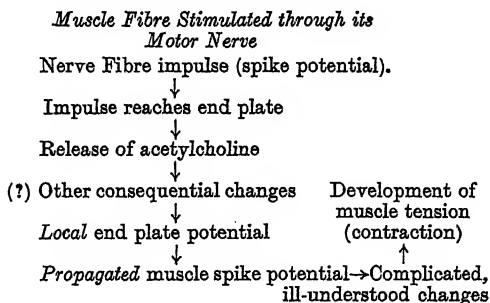 Muscle Fibre Stimulated through its
Motor Nerve
Nerve Fibre impulse (spike potential).
↓
Impulse reaches end plate
↓
Release of acetylcholine
↓
(?) Other consequential changes
↓
Local end plate potential
↓
Propagated muscle spike potential→Complicated,
ill-understood changes
↑
Development of
muscle tension
(contraction)